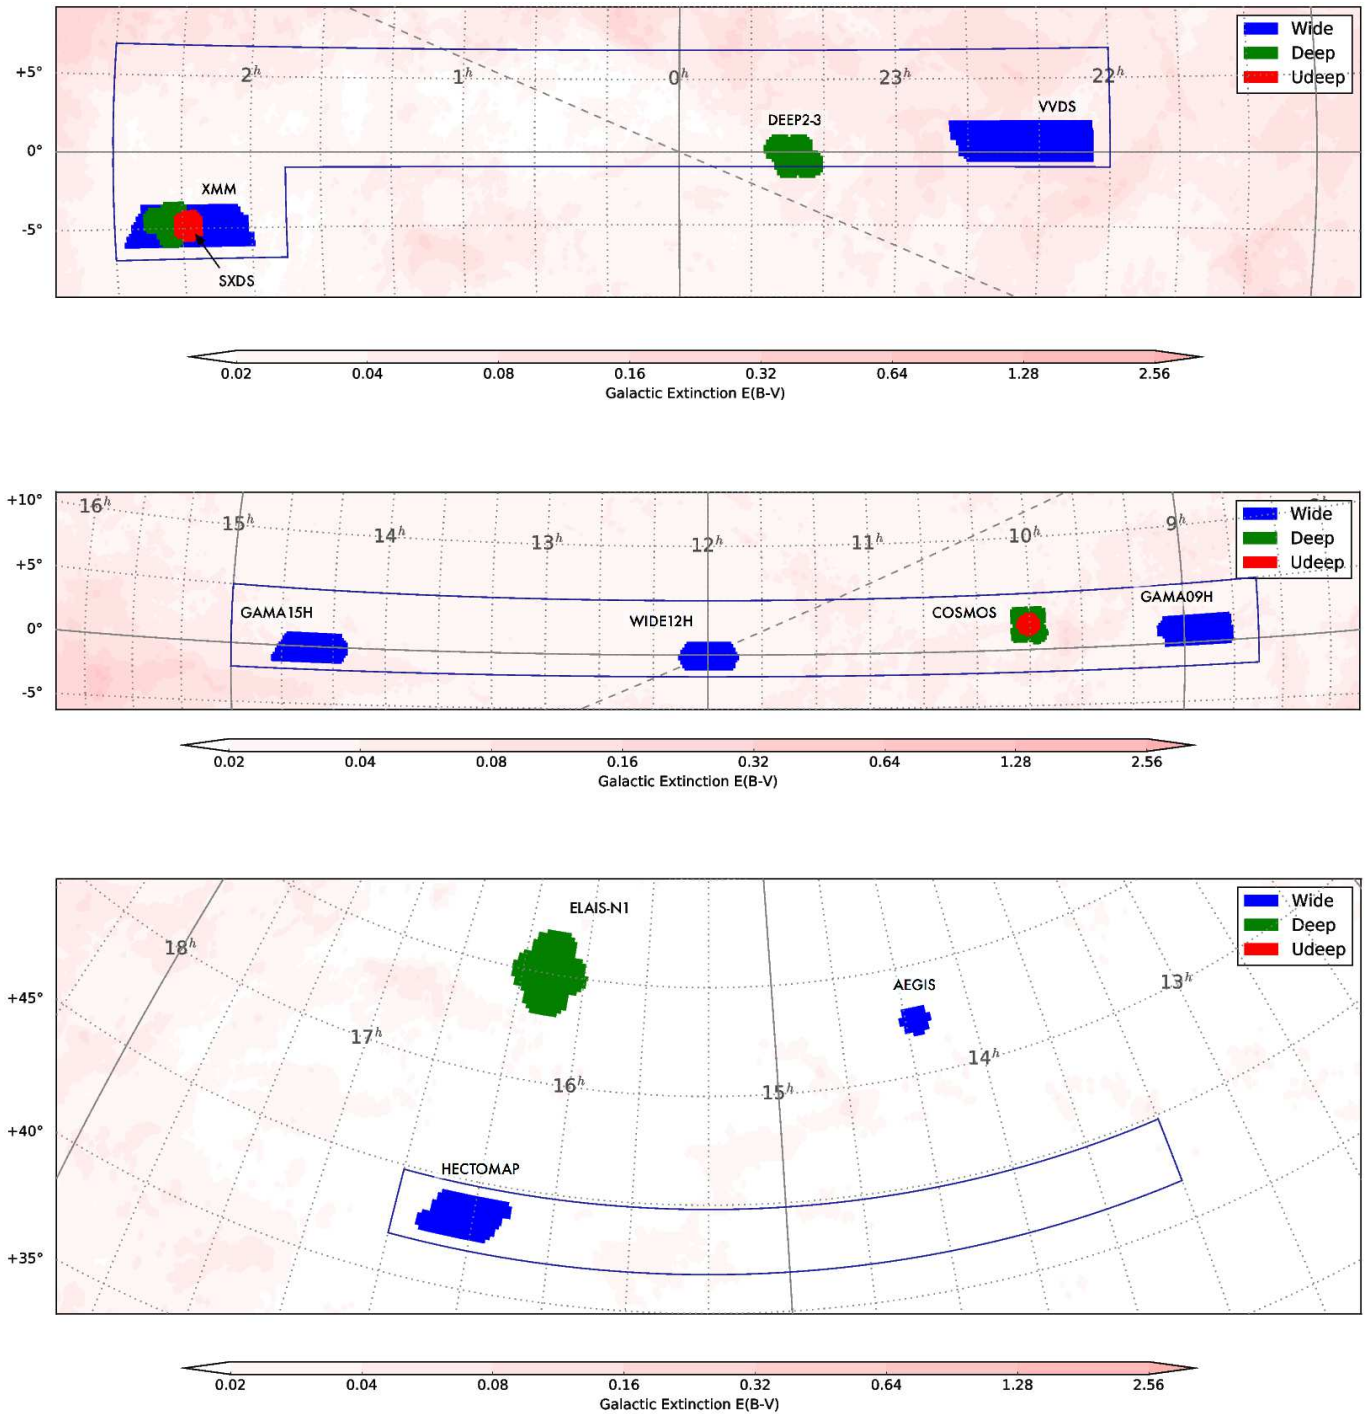 Wide
Deep
Udeep
+5°
2ʰ
1ʰ
0ʰ
23ʰ
22ʰ
DEEP2-3
VVDS
0°
XMM
-5°
SXDS
0.02 0.04 0.08 0.16 0.32 0.64 1.28 2.56
Galactic Extinction E(B-V)
+10°
16ʰ
15ʰ
14ʰ
13ʰ
12ʰ
11ʰ
10ʰ
9ʰ
Wide
Deep
Udeep
+5°
GAMA15H
WIDE12H
COSMOS
GAMA09H
0°
-5°
0.02 0.04 0.08 0.16 0.32 0.64 1.28 2.56
Galactic Extinction E(B-V)
Wide
Deep
Udeep
ELAIS-N1
18ʰ
13ʰ
+45°
AEGIS
17ʰ
14ʰ
16ʰ
15ʰ
+40°
HECTOMAP
+35°
0.02 0.04 0.08 0.16 0.32 0.64 1.28 2.56
Galactic Extinction E(B-V)